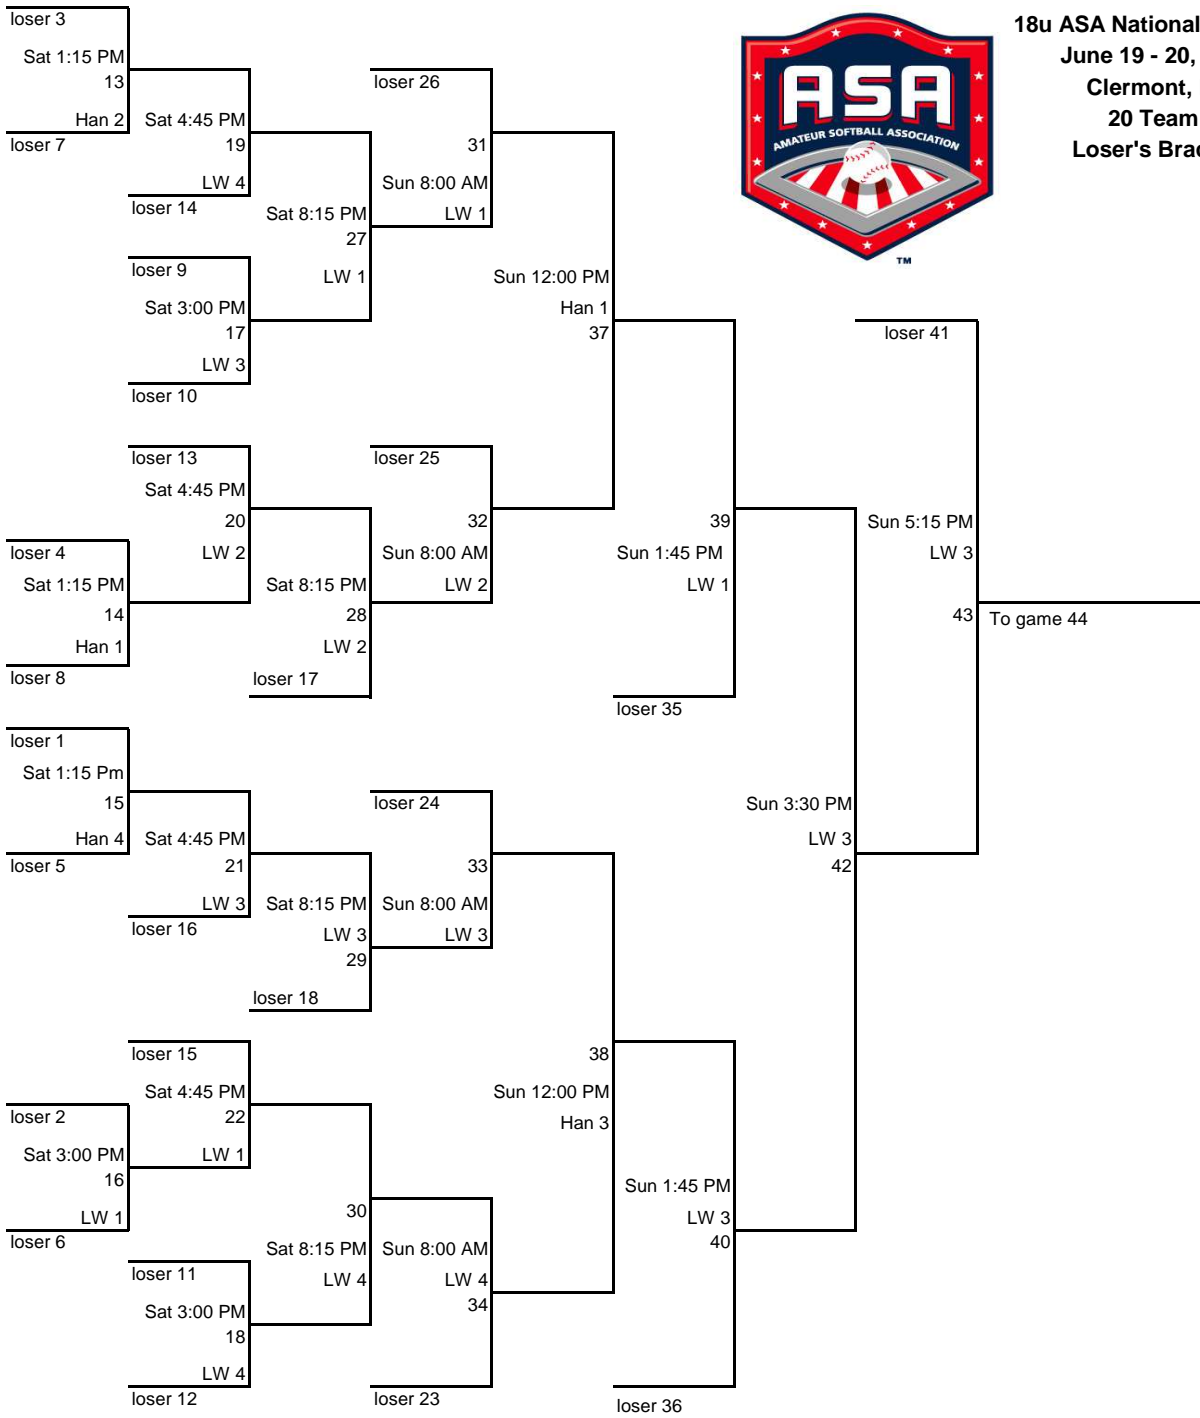 18u ASA National
June 19 - 20,
Clermont,
20 Team
Loser's Brac
ASA
AMATEUR SOFTBALL ASSOCIATION
TM
loser 3
Sat 1:15 PM
13
Han 2
loser 7
Sat 4:45 PM
19
LW 4
loser 14
loser 9
Sat 3:00 PM
17
LW 3
loser 10
Sat 8:15 PM
27
LW 1
loser 26
31
Sun 8:00 AM
LW 1
Sun 12:00 PM
Han 1
37
loser 13
Sat 4:45 PM
20
LW 2
loser 4
Sat 1:15 PM
14
Han 1
loser 8
Sat 8:15 PM
28
LW 2
loser 17
loser 25
32
Sun 8:00 AM
LW 2
39
Sun 1:45 PM
LW 1
loser 35
loser 41
Sun 5:15 PM
LW 3
43
To game 44
loser 1
Sat 1:15 Pm
15
Han 4
loser 5
Sat 4:45 PM
21
LW 3
loser 16
Sat 8:15 PM
LW 3
29
loser 18
loser 24
33
Sun 8:00 AM
LW 3
Sun 3:30 PM
LW 3
42
loser 15
Sat 4:45 PM
22
LW 1
loser 2
Sat 3:00 PM
16
LW 1
loser 6
loser 11
Sat 3:00 PM
18
LW 4
loser 12
30
Sat 8:15 PM
LW 4
Sun 8:00 AM
LW 4
34
loser 23
38
Sun 12:00 PM
Han 3
Sun 1:45 PM
LW 3
40
loser 36